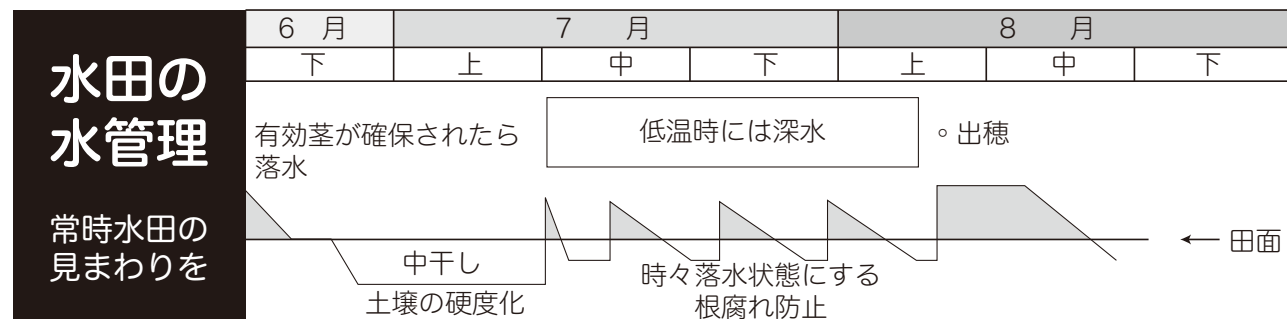 水田の
水管理
常時水田の
見まわりを
6 月 7 月 8 月
下 上 中 下 上 中 下
有効茎が確保されたら
落水
低温時には深水
出穂
中干し
土壌の硬度化
時々落水状態にする
根腐れ防止
← 田面